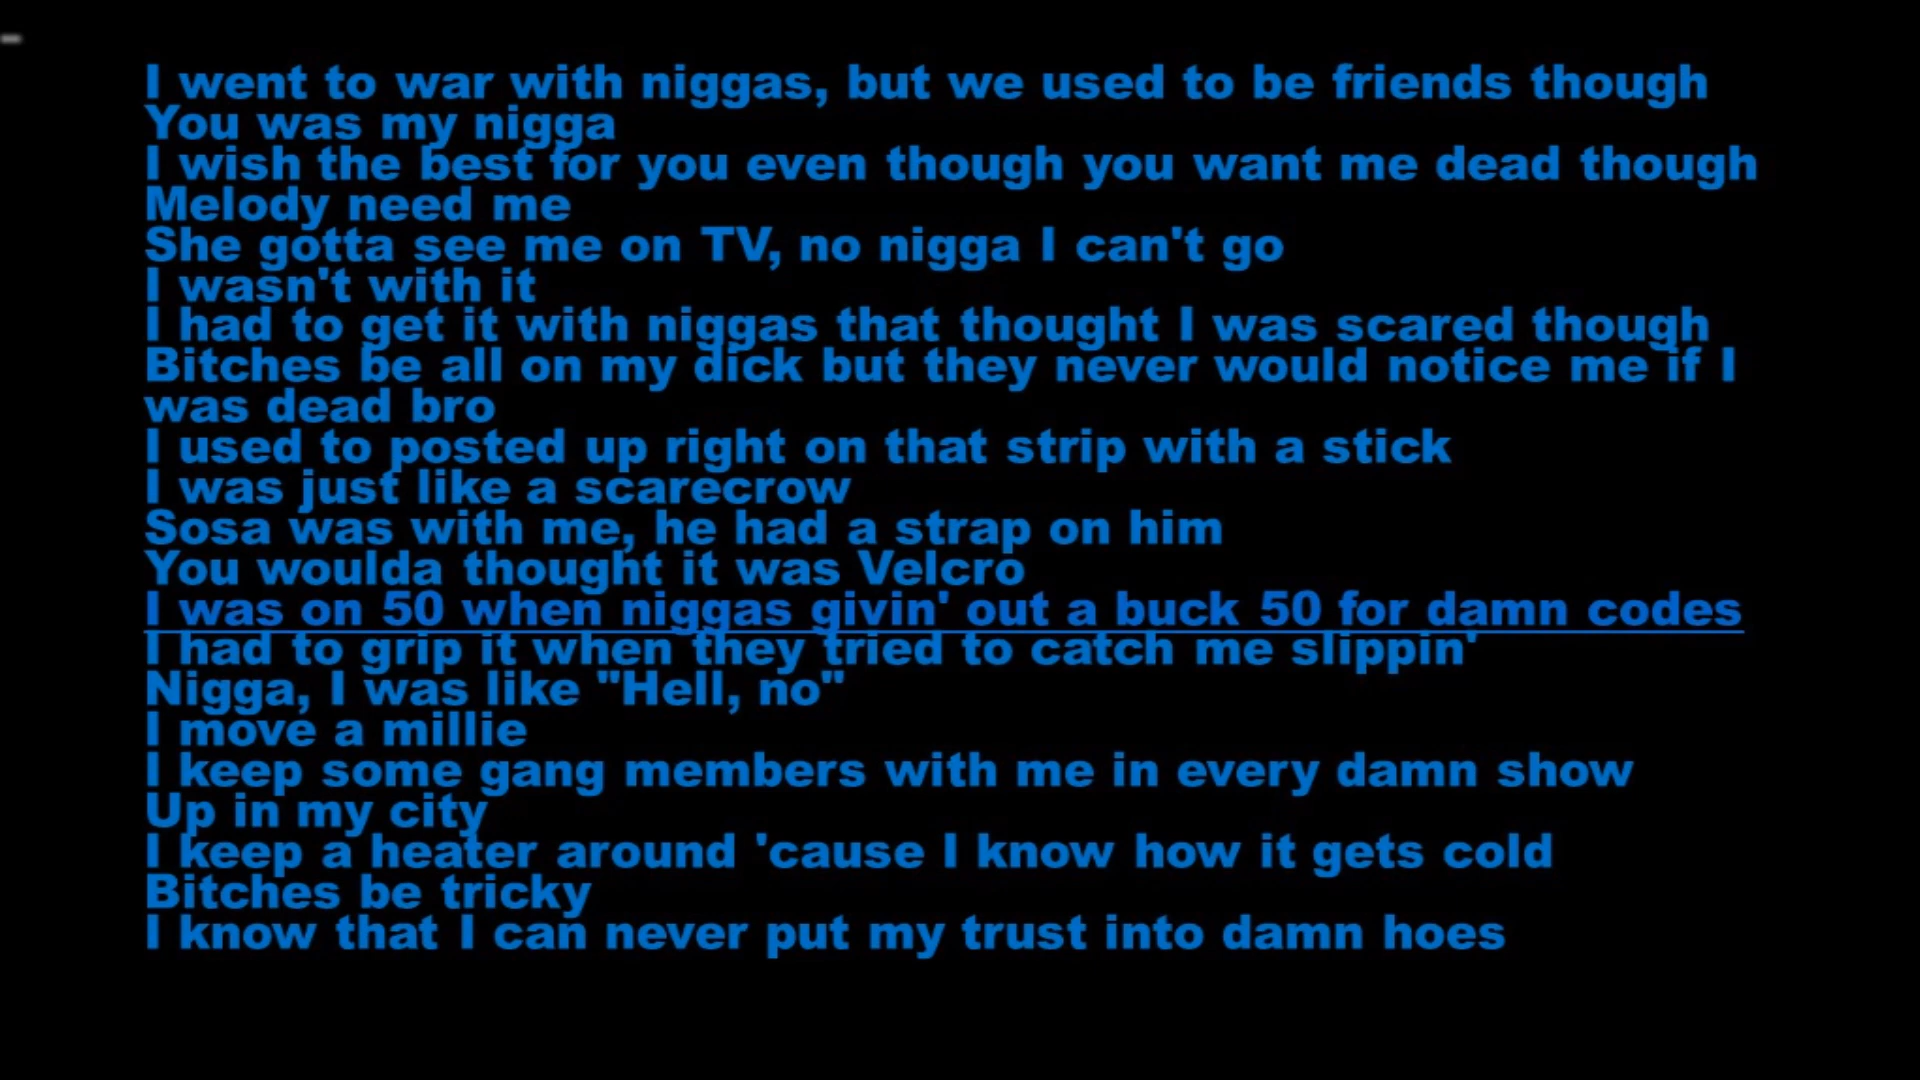 I went to war with niggas, but we used to be friends though
You was my nigga
I wish the best for you even though you want me dead though
Melody need me
She gotta see me on TV, no nigga I can't go
I wasn't with it
I had to get it with niggas that thought I was scared though
Bitches be all on my dick but they never would notice me if I
was dead bro
I used to posted up right on that strip with a stick
I was just like a scarecrow
Sosa was with me, he had a strap on him
You woulda thought it was Velcro
I was on 50 when niggas givin' out a buck 50 for damn codes
I had to grip it when they tried to catch me slippin'
Nigga, I was like "Hell, no"
I move a millie
I keep some gang members with me in every damn show
Up in my city
I keep a heater around 'cause I know how it gets cold
Bitches be tricky
I know that I can never put my trust into damn hoes